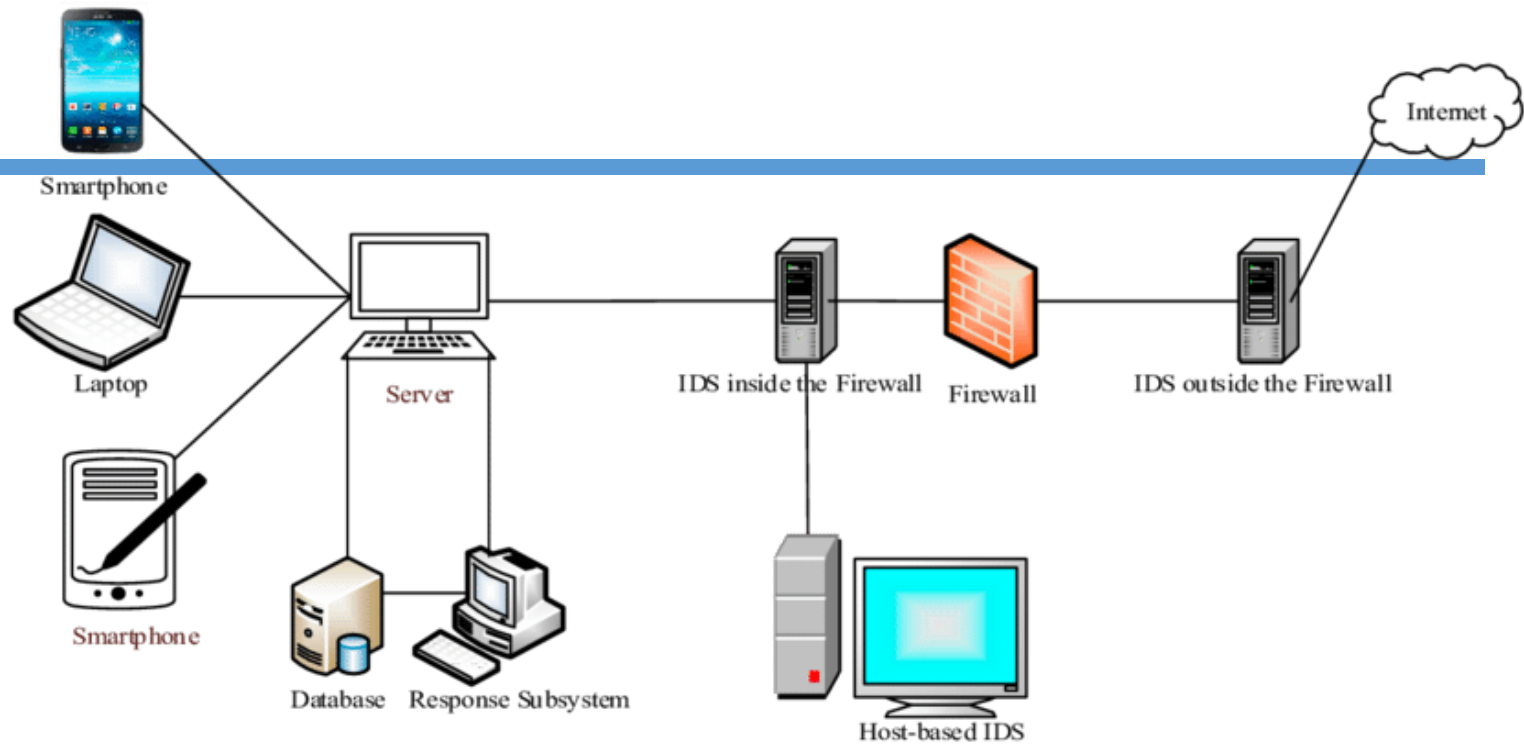 Internet
Smartphone
Laptop
Server
IDS inside the Firewall
Firewall
IDS outside the Firewall
Smartphone
Database
Response Subsystem
Host-based IDS